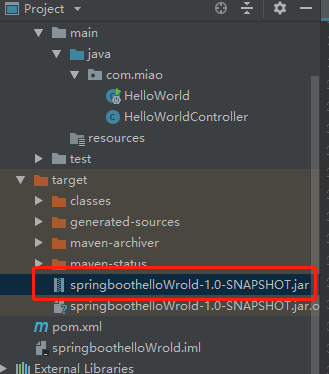 Project
main
java
com.miao
HelloWorld
HelloWorldController
resources
test
target
classes
generated-sources
maven-archiver
maven-status
springboothelloWrold-1.0-SNAPSHOT.jar
springboothelloWrold-1.0-SNAPSHOT.jar.o
pom.xml
springboothelloWrold.iml
External Libraries